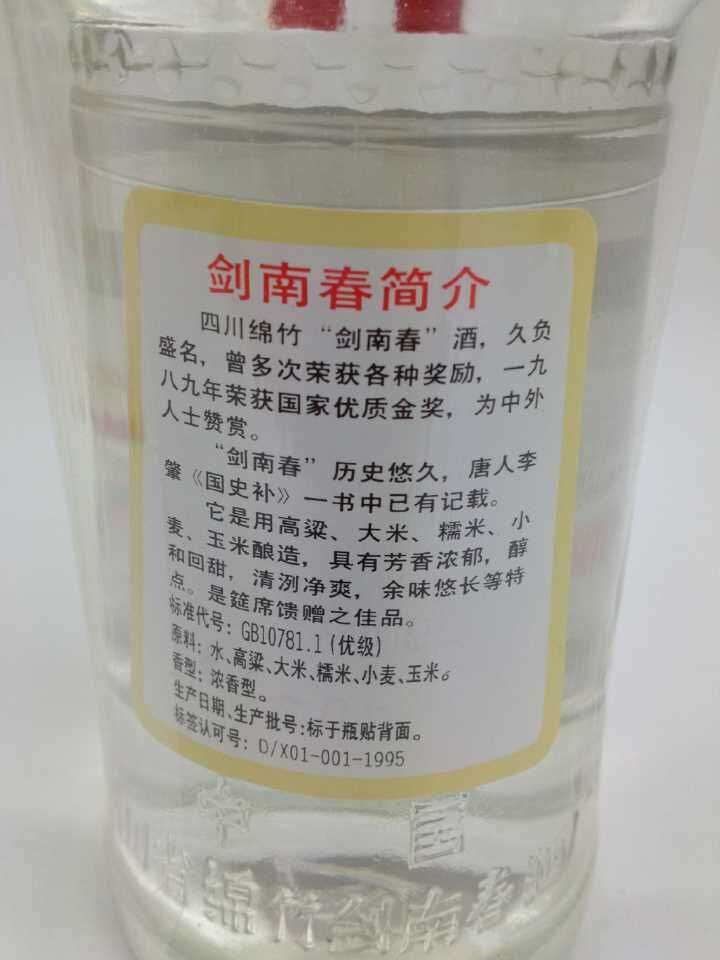 剑南春简介
四川绵竹“剑南春”酒，久负
盛名，曾多次荣获各种奖励，一九
八九年荣获国家优质金奖，为中外
人士赞赏。
“剑南春”历史悠久，唐人李
肇《国史补》一书中已有记载。
它是用高粱、大米、糯米、小
麦、玉米酿造，具有芳香浓郁，醇
和回甜，清洌净爽，余味悠长等特
点。是筵席馈赠之佳品。
标准代号：GB10781.1(优级)
原料：水、高粱、大米、糯米、小麦、玉米。
香型：浓香型。
生产日期、生产批号：标于瓶贴背面。
标签认可号：D/X01-001-1995
中国
川省绵竹剑南春